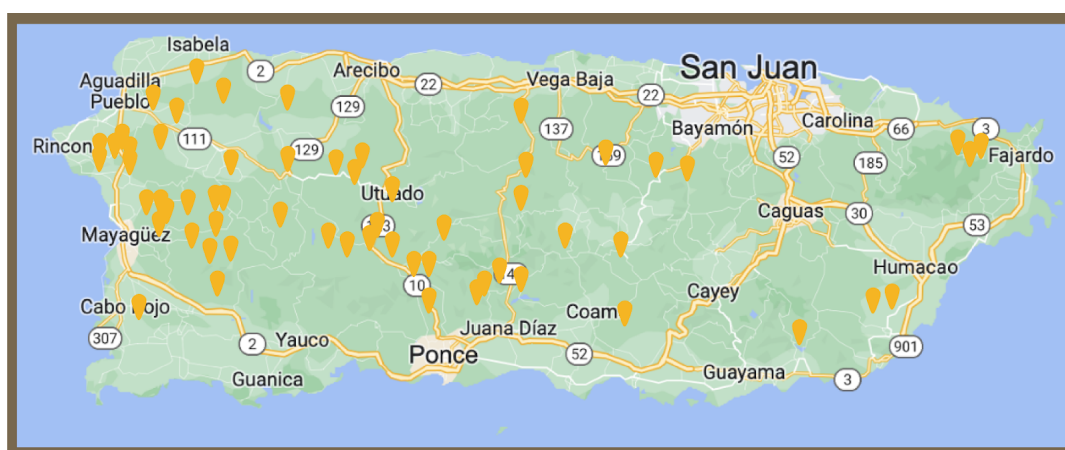 Isabela
San Juan
2
Aguadilla
Pueblo
Arecibo
22
Vega Baja
22
129
Carolina
66
3
Bayamón
137
Rincon
111
129
52
185
Fajardo
Utuado
Caguas
30
53
Mayagüez
Humacao
10
Cayey
Cabo Rojo
Juana Díaz
307
2
Yauco
Ponce
52
901
Guayama
Guanica
3